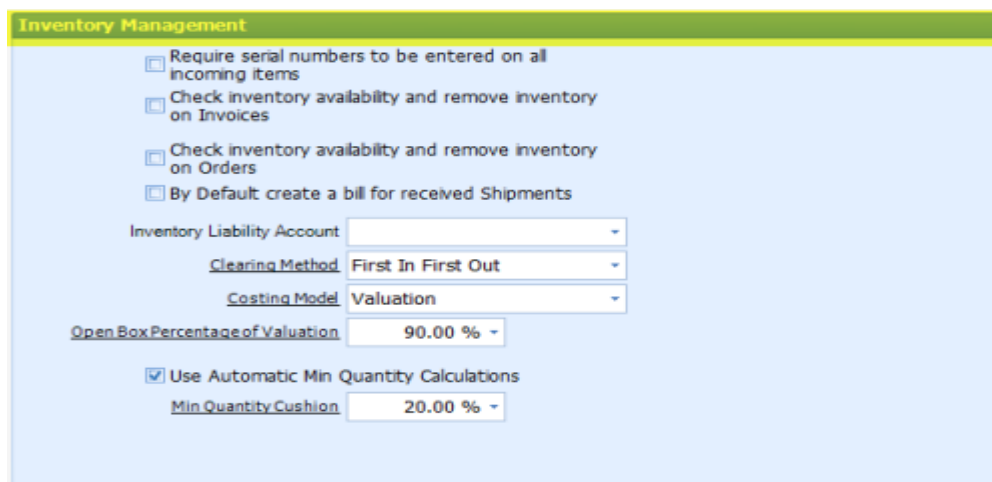 Inventory Management
Require serial numbers to be entered on all
incoming items
Check inventory availability and remove inventory
on Invoices
Check inventory availability and remove inventory
on Orders
By Default create a bill for received Shipments
Inventory Liability Account
Clearing Method First In First Out
Costing Model Valuation
Open Box Percentage of Valuation 90.00 %
Use Automatic Min Quantity Calculations
Min Quantity Cushion 20.00 %